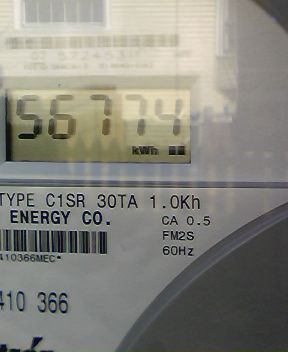 56774
kWh
TYPE C1SR 30TA 1.0Kh
ENERGY CO.
CA 0.5
FM2S
60Hz
410366MEC*
410 366